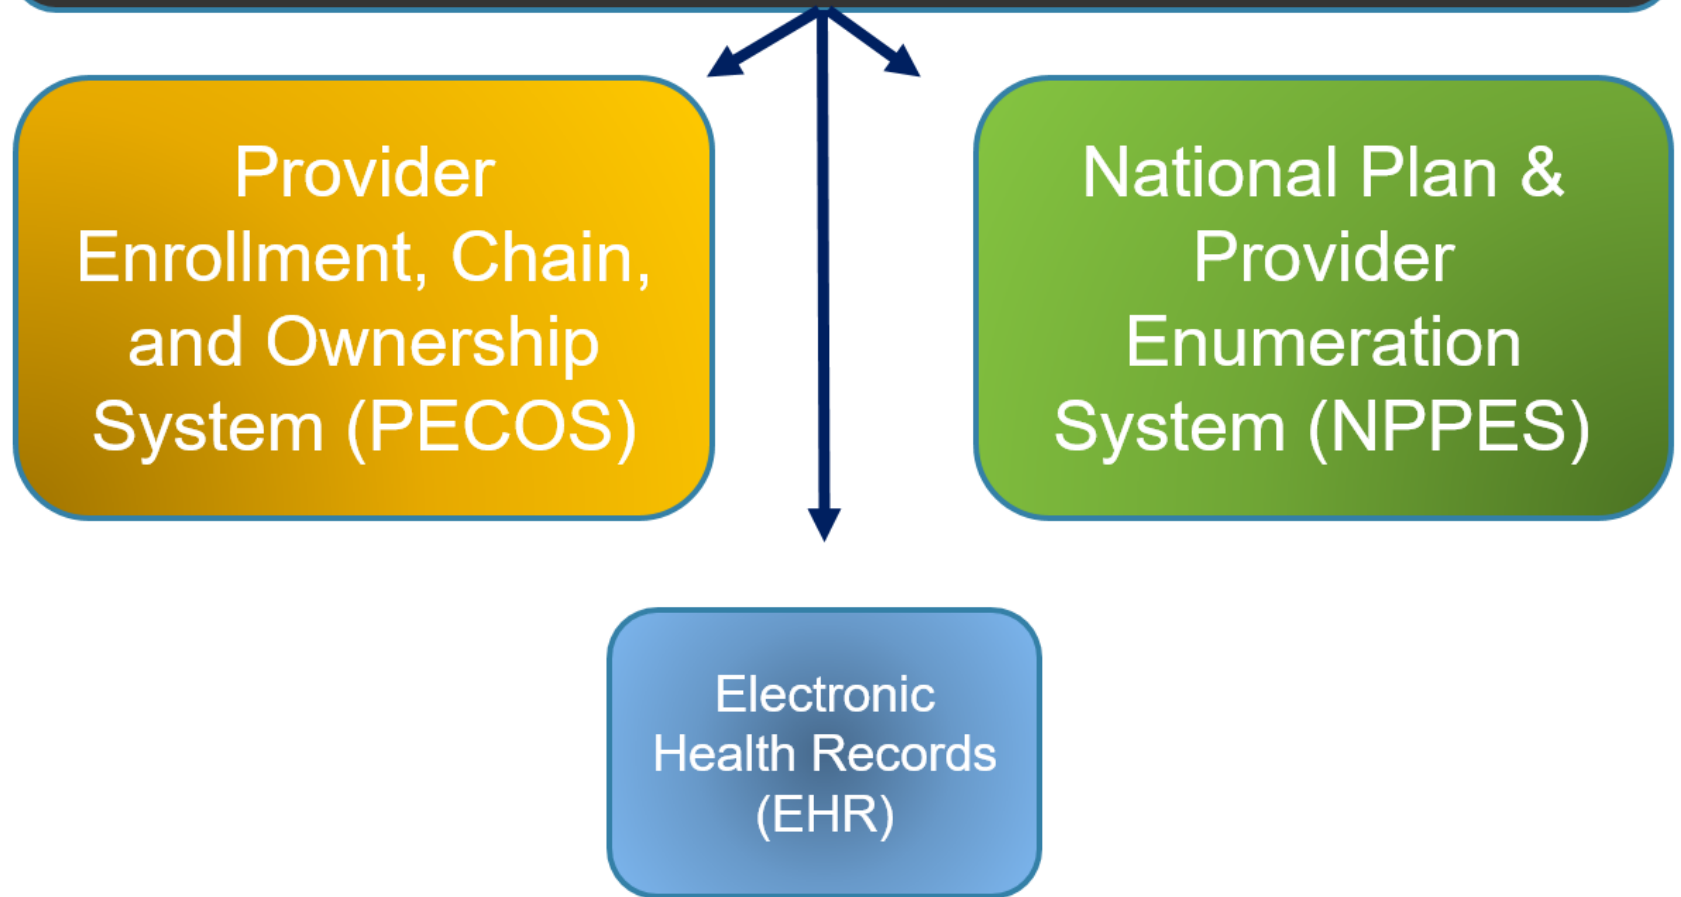 Provider
Enrollment, Chain,
and Ownership
System (PECOS)
National Plan &
Provider
Enumeration
System (NPPES)
Electronic
Health Records
(EHR)